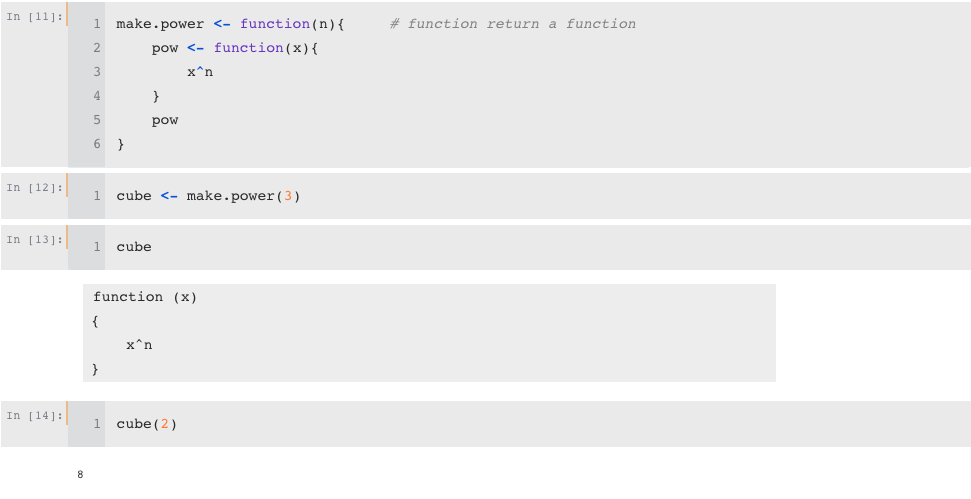 In [11]:
1 make.power <- function(n){     # function return a function
2     pow <- function(x){
3         x^n
4     }
5     pow
6 }
In [12]:
1 cube <- make.power(3)
In [13]:
1 cube
function (x)
{
    x^n
}
In [14]:
1 cube(2)
8